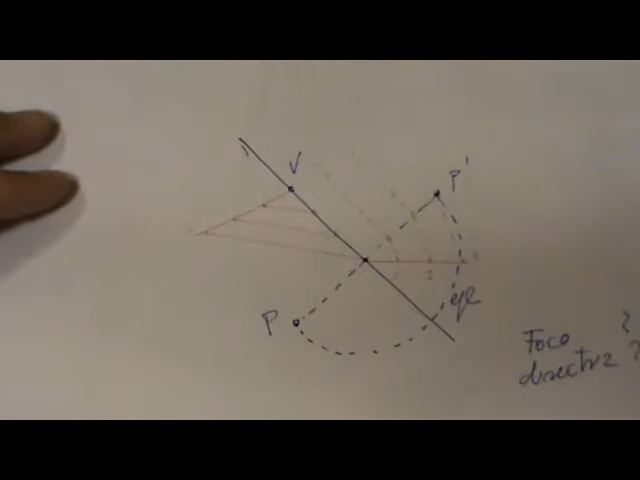 V
P'
P
eje
Foco ?
directriz ?